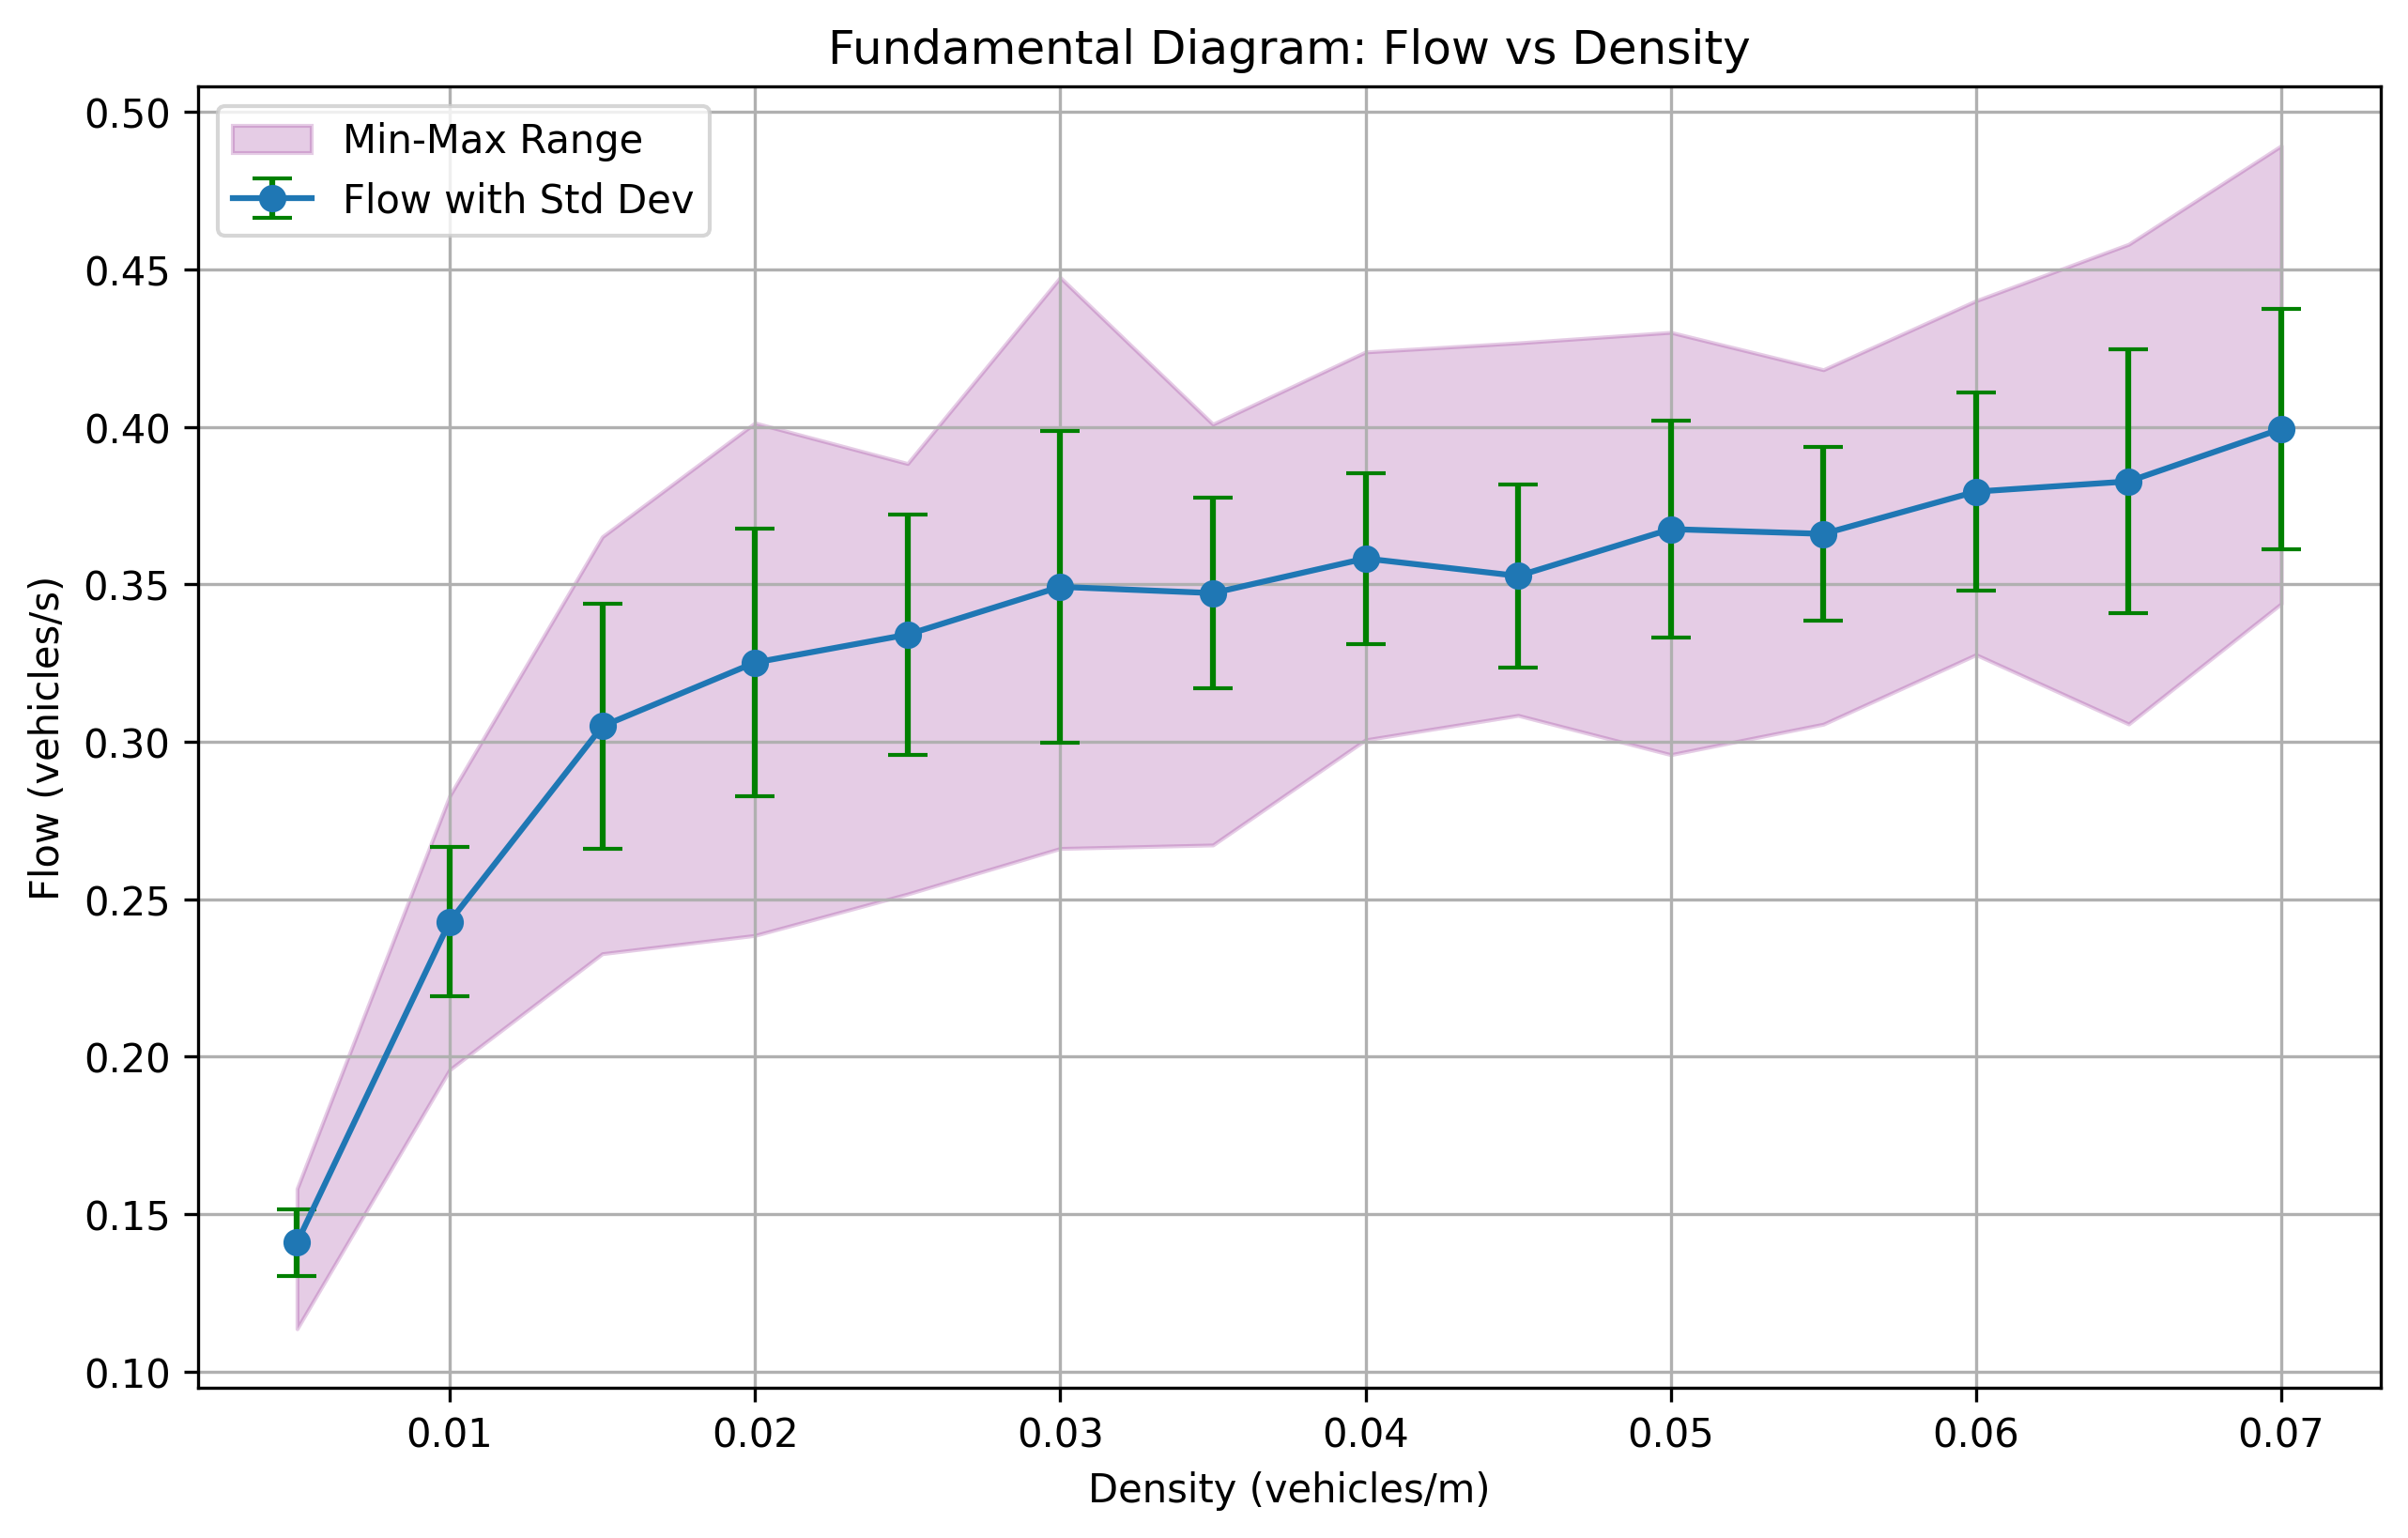 Fundamental Diagram: Flow vs Density
Min-Max Range
Flow with Std Dev
Flow (vehicles/s)
0.50
0.45
0.40
0.35
0.30
0.25
0.20
0.15
0.10
0.01 0.02 0.03 0.04 0.05 0.06 0.07
Density (vehicles/m)